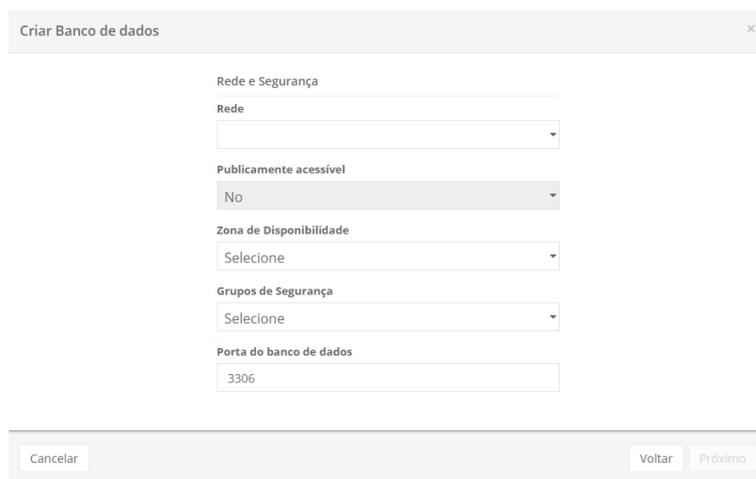 Criar Banco de dados
×
Rede e Segurança
Rede
Publicamente acessível
No
Zona de Disponibilidade
Selecione
Grupos de Segurança
Selecione
Porta do banco de dados
3306
Cancelar Voltar Próximo